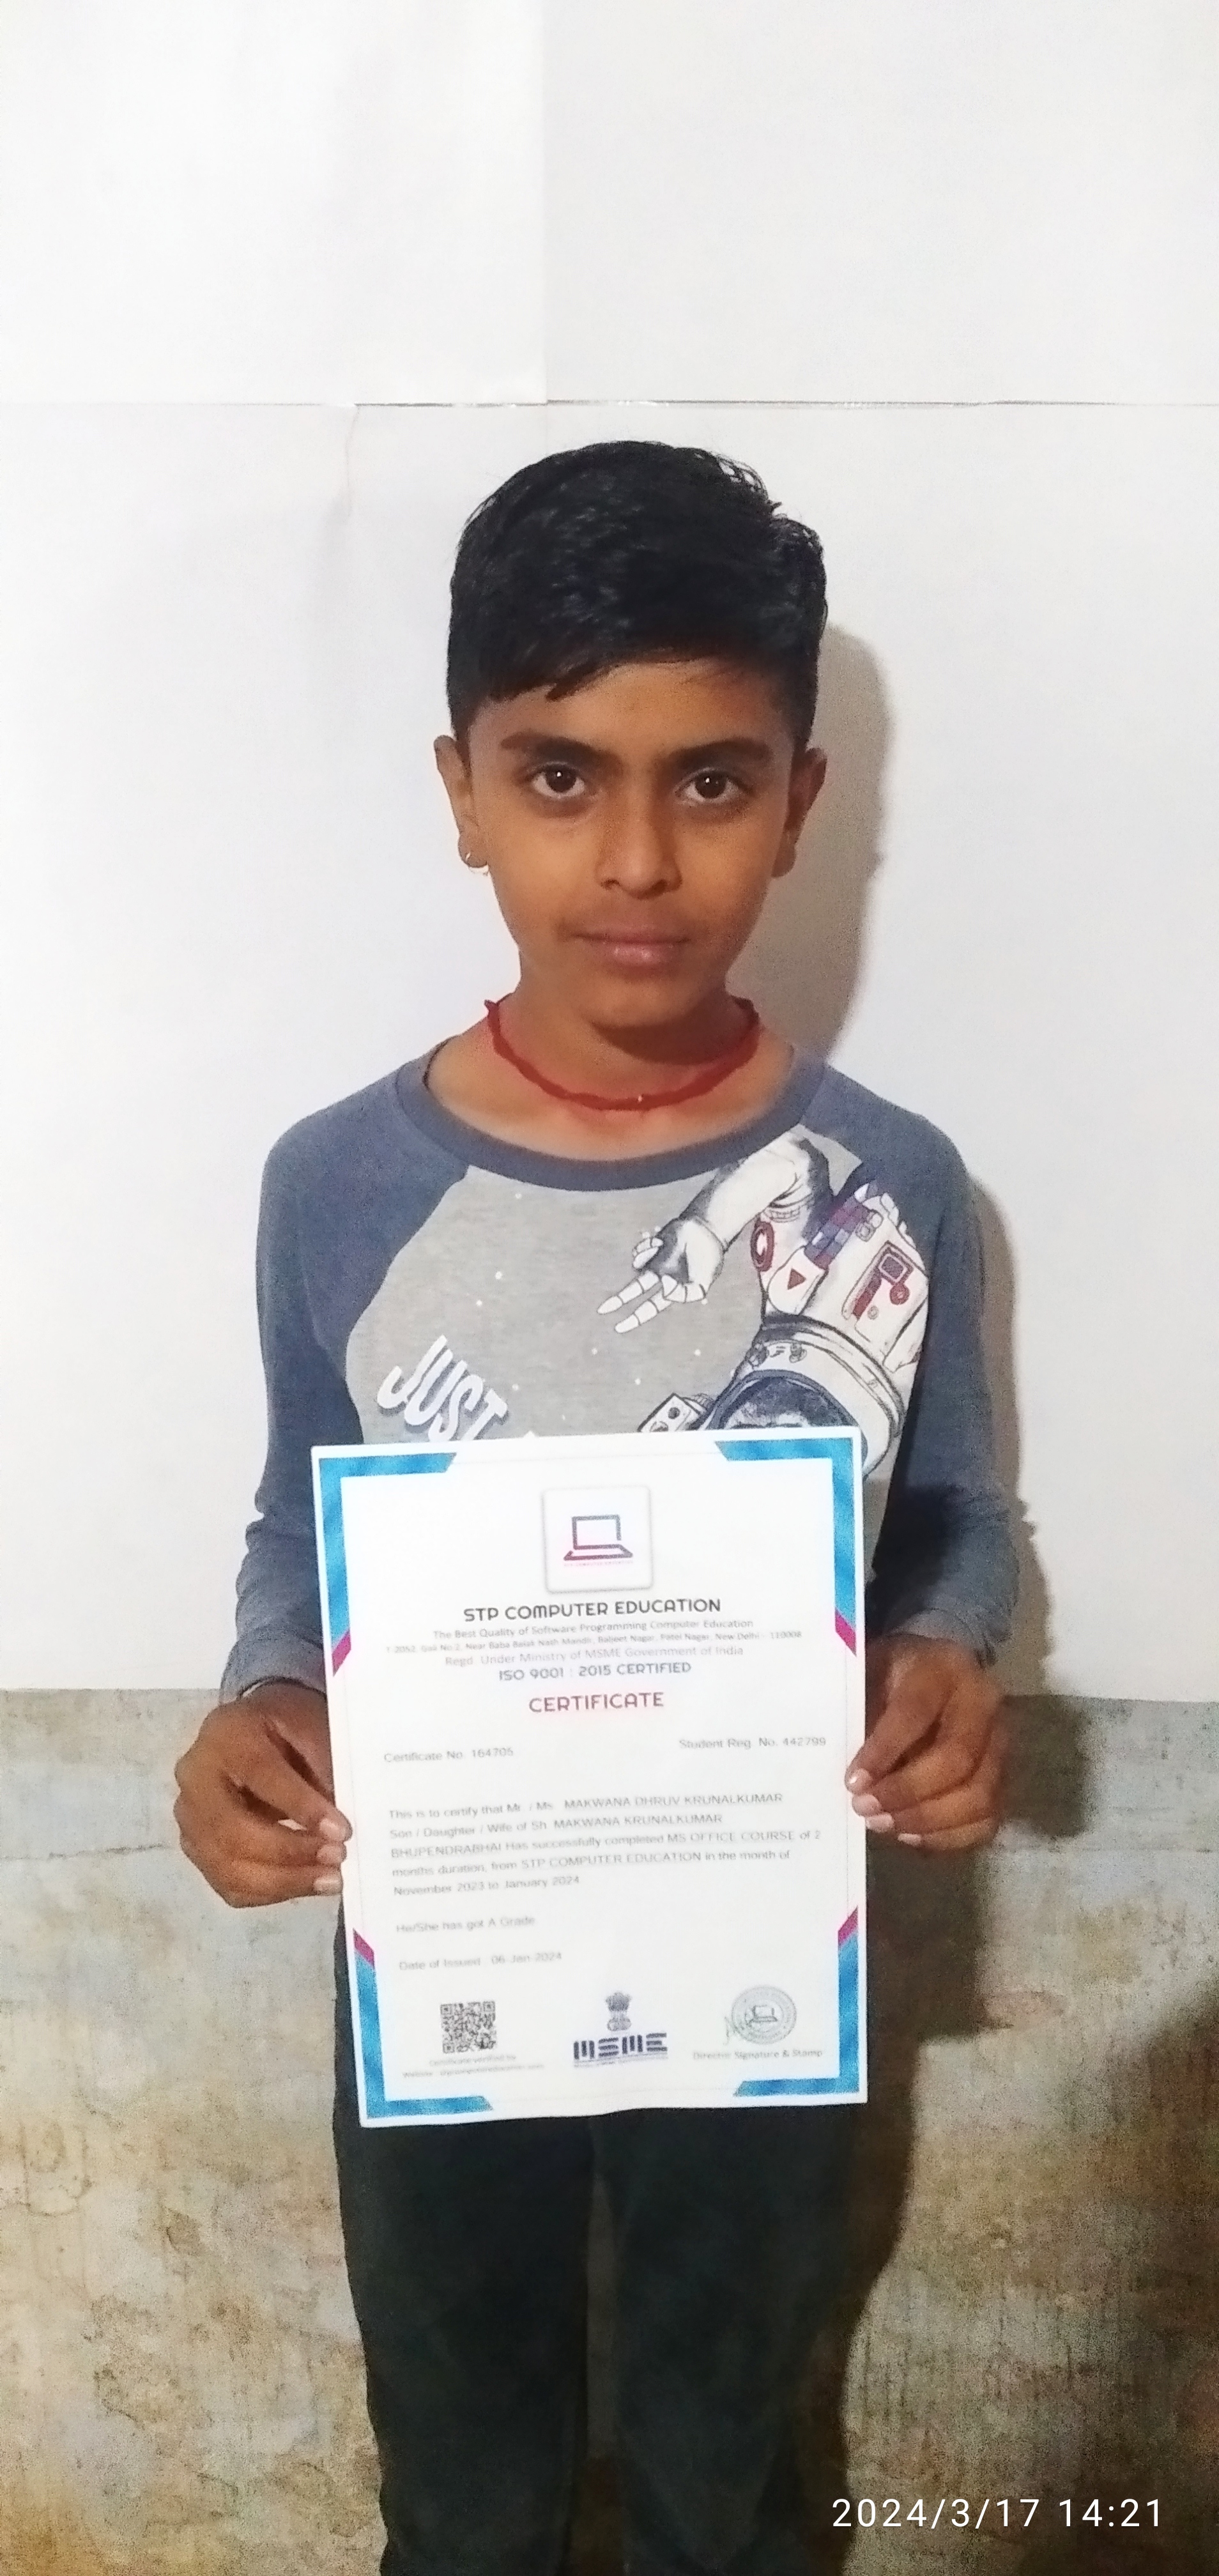 JUST
STP COMPUTER EDUCATION
The Best Quality of Software Programming Computer Education
Gali No.2, Near Baba Balak Nath Mandir, Baljeet Nagar, Patel Nagar, New Delhi - 110008
Regd. Under Ministry of MSME Government of India
ISO 9001 : 2015 CERTIFIED
CERTIFICATE
Certificate No. 164705
Student Reg. No. 442799
This is to certify that Mr. / Ms. MAKWANA DHRUV KRUNALKUMAR
Son / Daughter / Wife of Sh. MAKWANA KRUNALKUMAR
BHUPENDRABHAI Has successfully completed MS OFFICE COURSE of 2
months duration, from STP COMPUTER EDUCATION in the month of
November 2023 to January 2024
He/She has got A Grade
Date of Issued : 06 Jan 2024
Certificate verified by
MSME
Director Signature & Stamp
2024/3/17 14:21